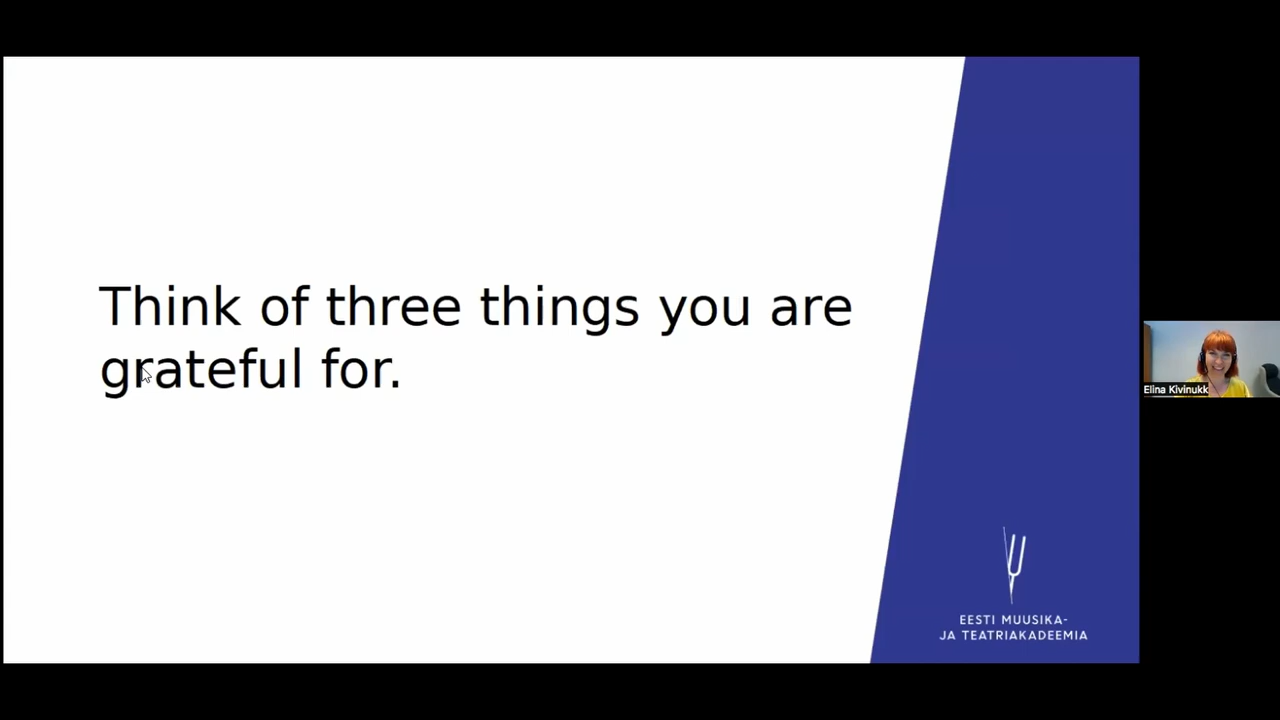 Think of three things you are
grateful for.
Elina Kivinukk
EESTI MUUSIKA-
JA TEATRIAKADEEMIA